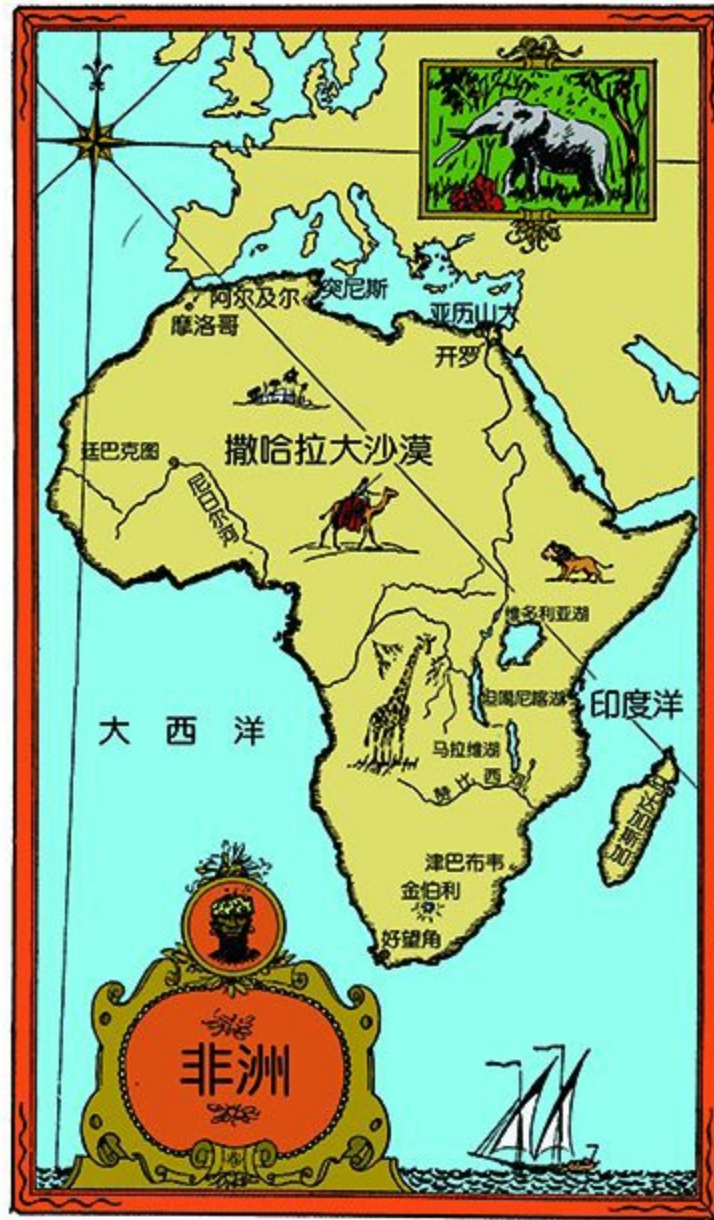 突尼斯
阿尔及尔
摩洛哥
亚历山大
开罗
撒哈拉大沙漠
廷巴克图
尼日尔河
维多利亚湖
坦噶尼喀湖
印度洋
大西洋
马拉维湖
赞比西河
马达加斯加
津巴布韦
金伯利
好望角
非洲